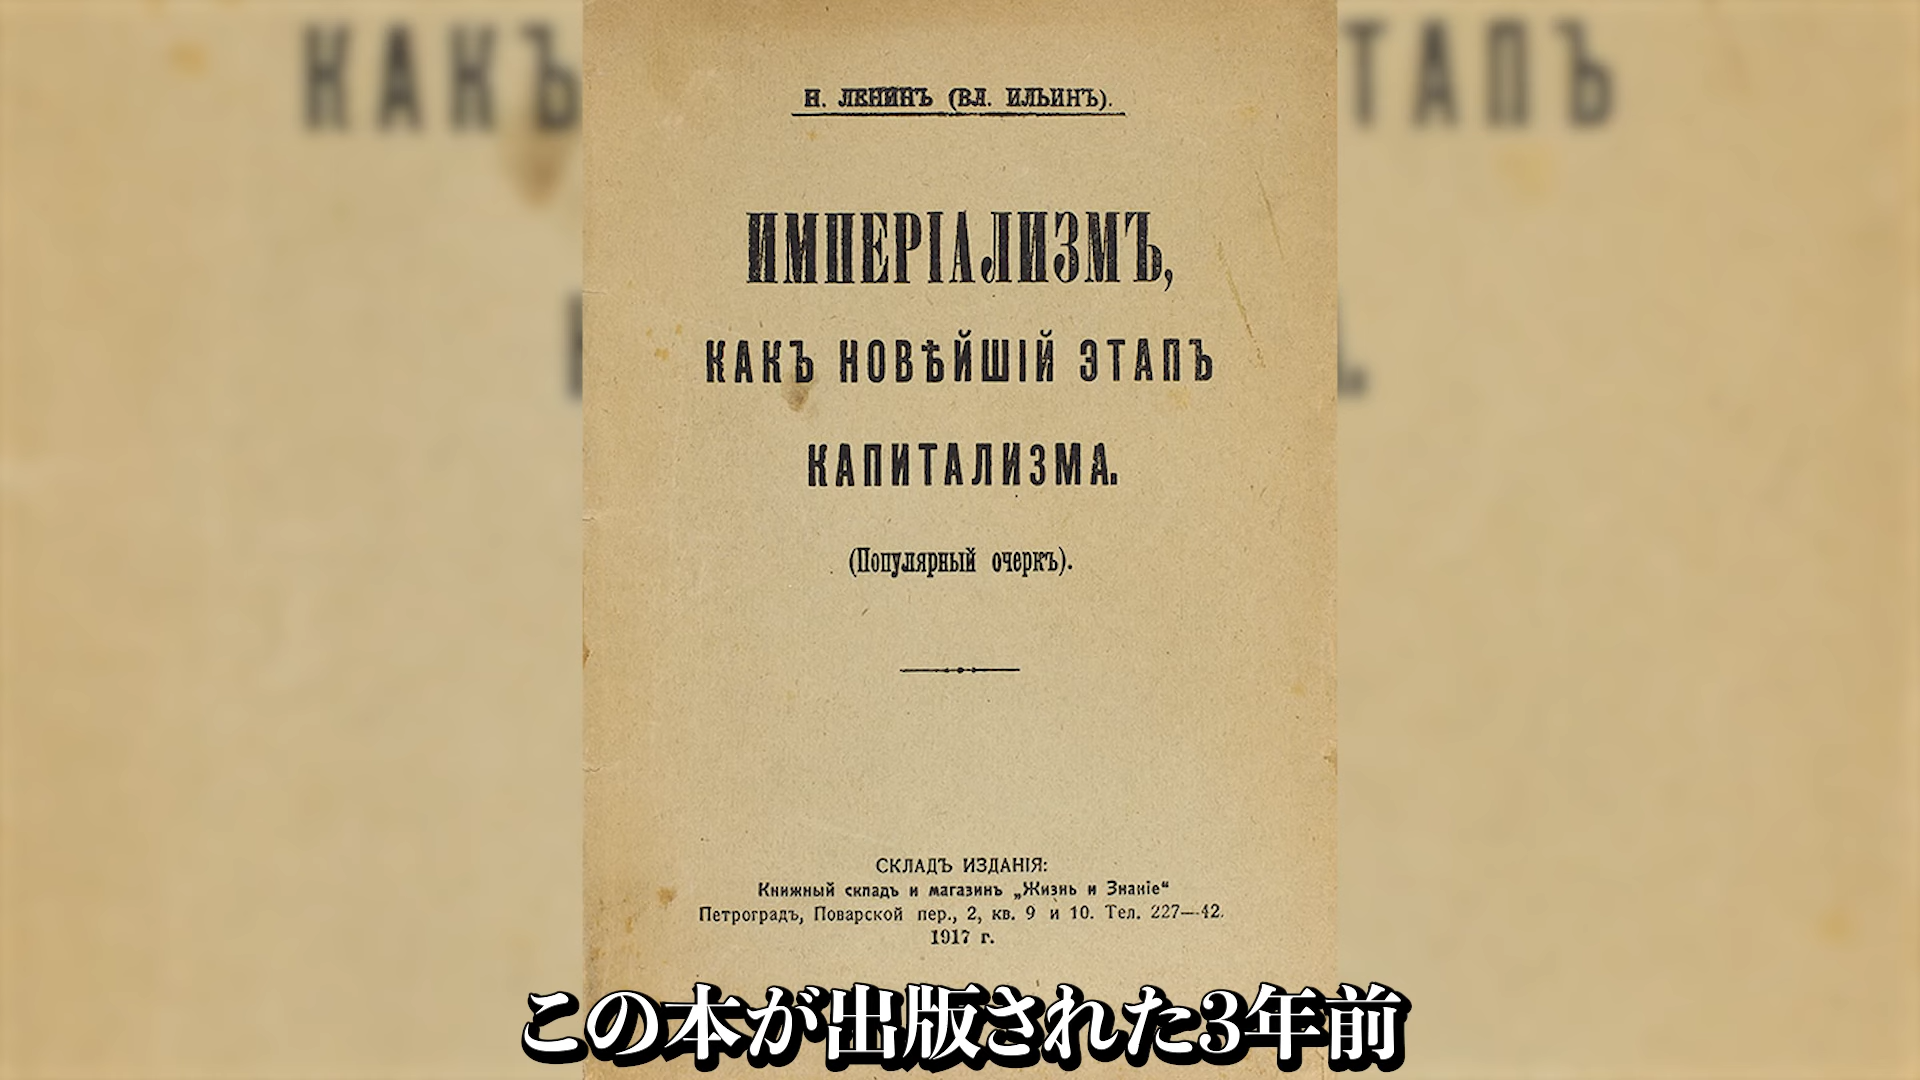 Н. ЛЕНИНЪ (ВЛ. ИЛЬИНЪ).
ИМПЕРІАЛИЗМЪ,
КАКЪ НОВѢЙШІЙ ЭТАПЪ
КАПИТАЛИЗМА.
(Популярный очеркъ).
СКЛАДЪ ИЗДАНІЯ:
Книжный складъ и магазинъ „Жизнь и Знаніе“
Петроградъ, Поварской пер., 2, кв. 9 и 10. Тел. 227—42.
1917 г.
この本が出版された3年前